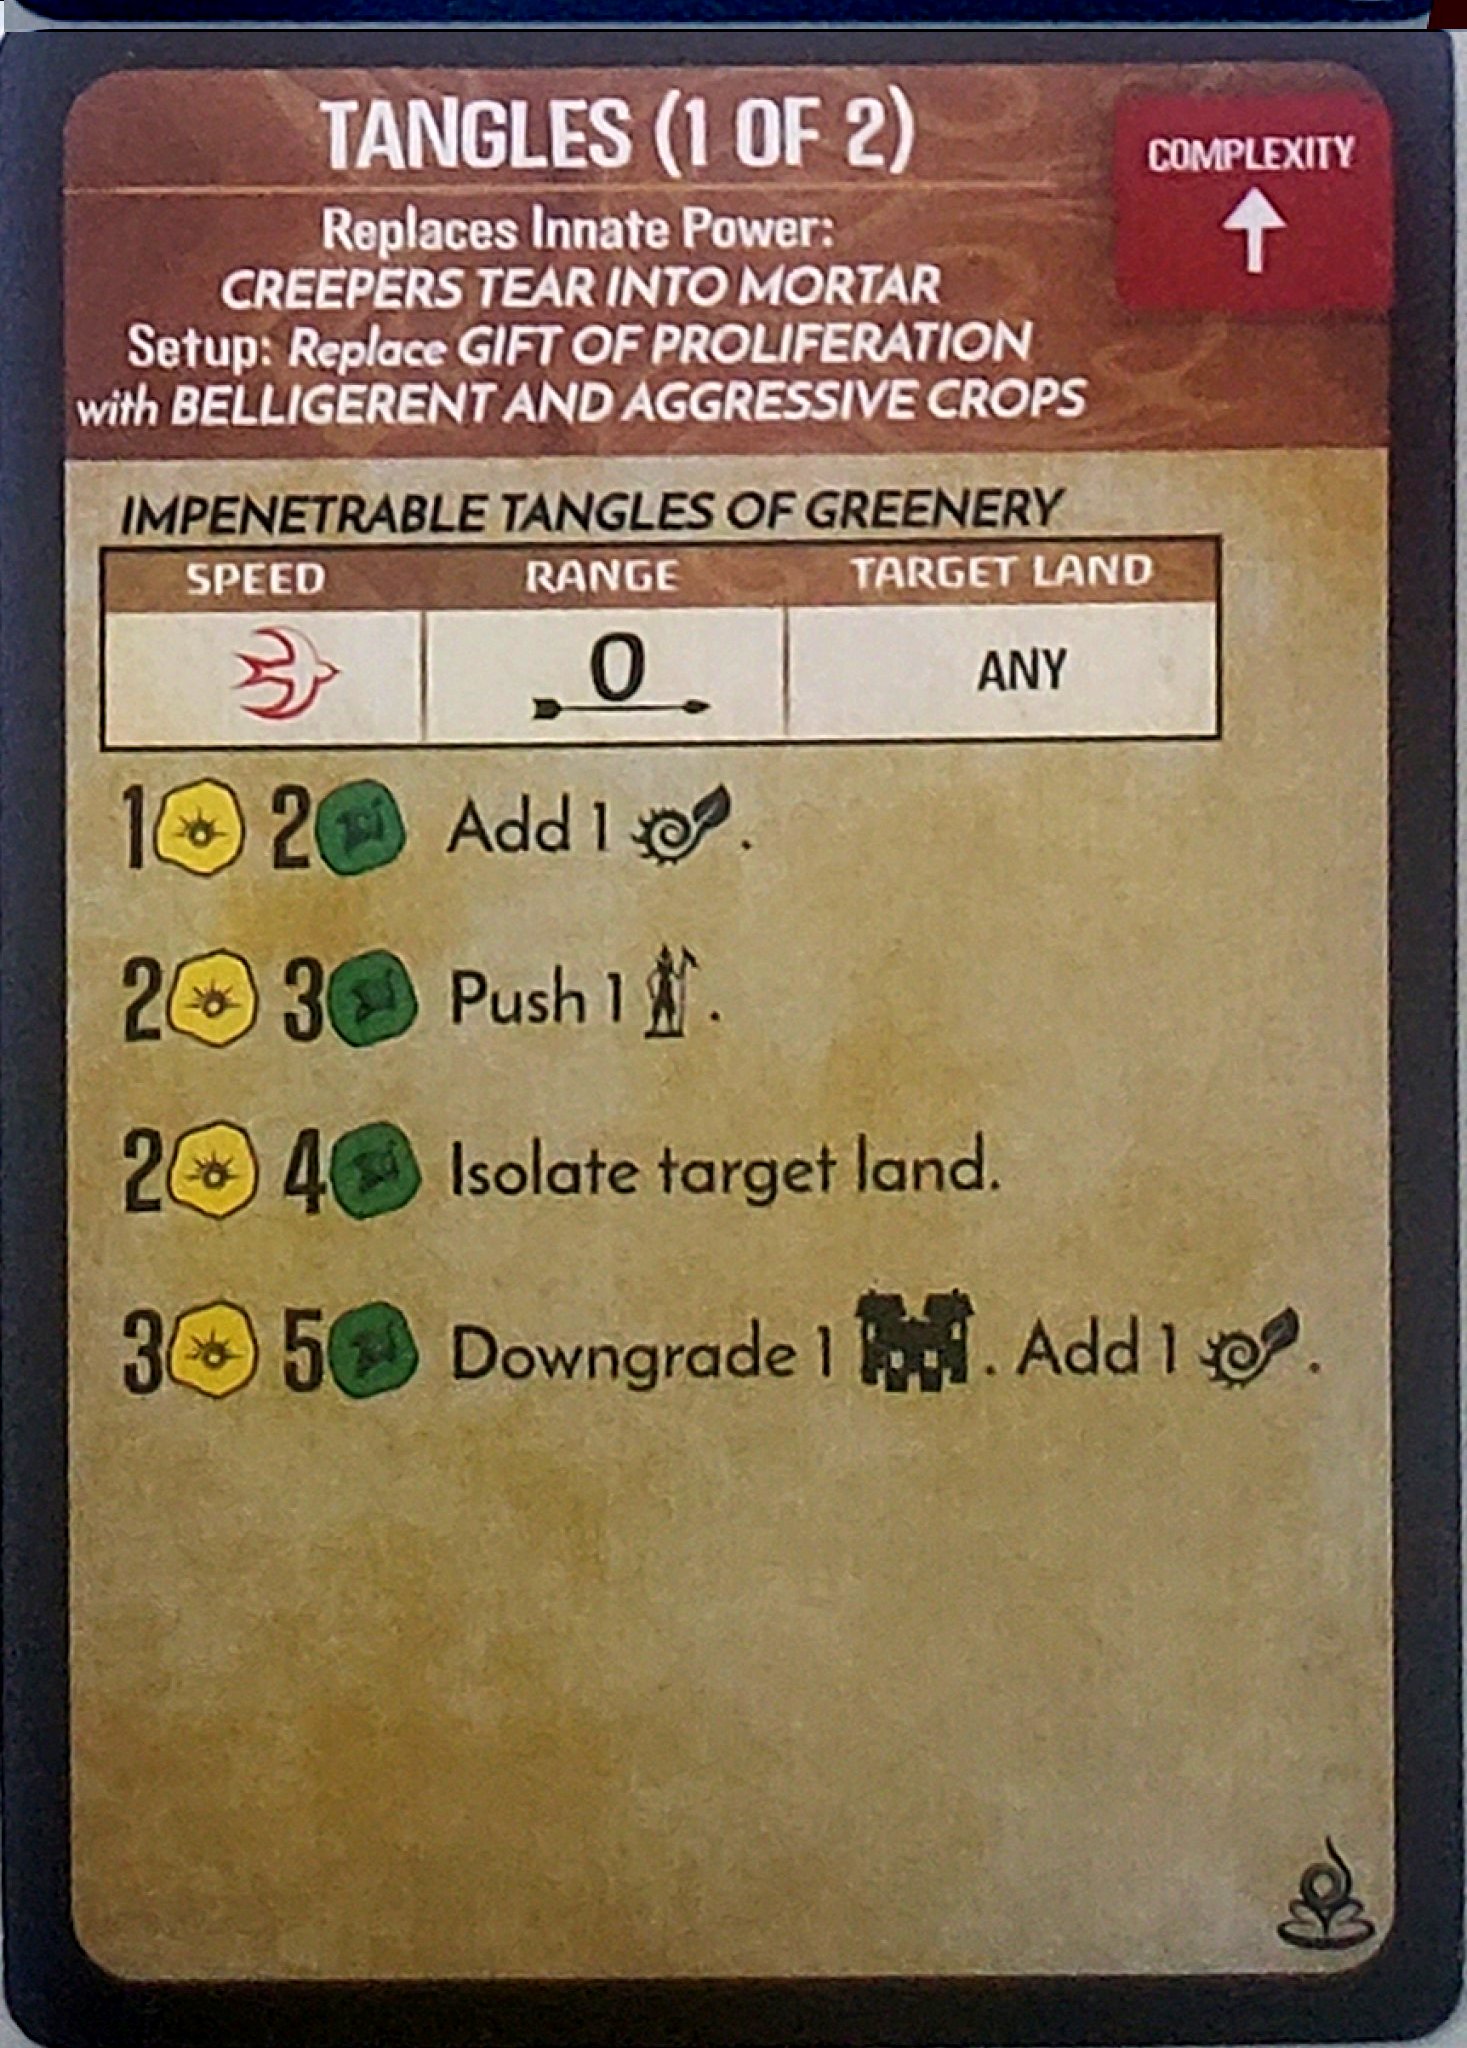 TANGLES (1 OF 2)
COMPLEXITY
Replaces Innate Power:
CREEPERS TEAR INTO MORTAR
Setup: Replace GIFT OF PROLIFERATION
with BELLIGERENT AND AGGRESSIVE CROPS
IMPENETRABLE TANGLES OF GREENERY
SPEED RANGE TARGET LAND
0 ANY
1 2 Add 1 .
2 3 Push 1 .
2 4 Isolate target land.
3 5 Downgrade 1 . Add 1 .